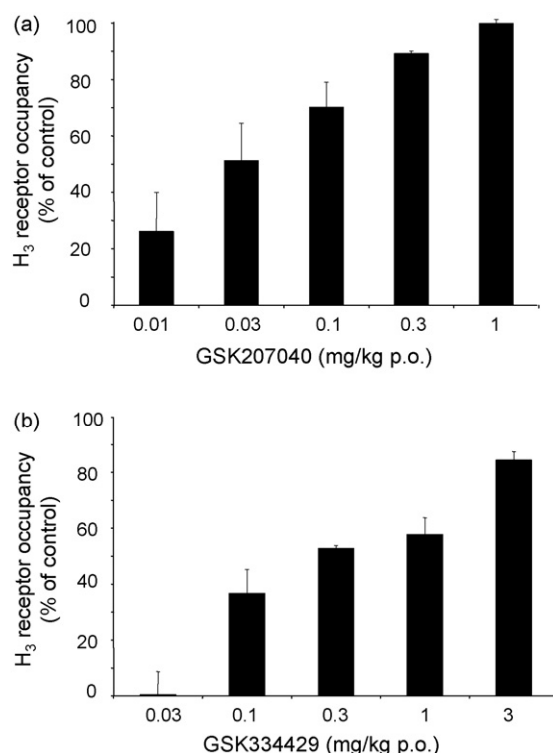 (a)
H₃ receptor occupancy
(% of control)
100
80
60
40
20
0
0.01 0.03 0.1 0.3 1
GSK207040 (mg/kg p.o.)
(b)
H₃ receptor occupancy
(% of control)
100
80
60
40
20
0
0.03 0.1 0.3 1 3
GSK334429 (mg/kg p.o.)